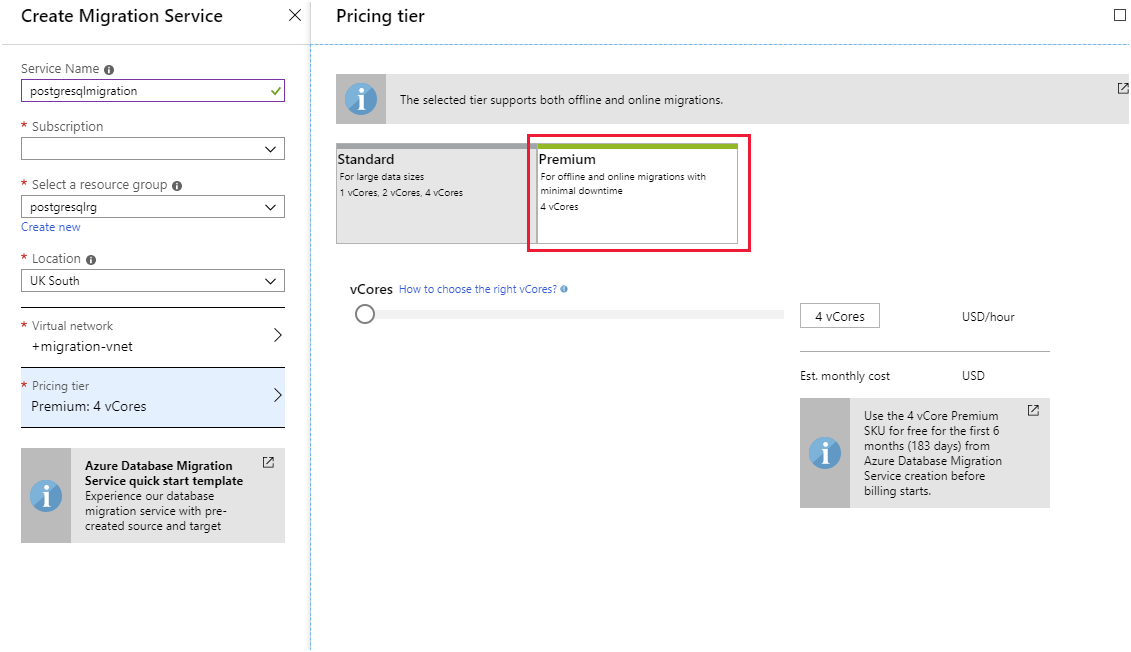 Create Migration Service
Service Name
postgresqlmigration
* Subscription
* Select a resource group
postgresqlrg
Create new
* Location
UK South
* Virtual network
+migration-vnet
* Pricing tier
Premium: 4 vCores
Azure Database Migration
Service quick start template
Experience our database
migration service with pre-
created source and target
Pricing tier
The selected tier supports both offline and online migrations.
Standard
For large data sizes
1 vCores, 2 vCores, 4 vCores
Premium
For offline and online migrations with
minimal downtime
4 vCores
vCores How to choose the right vCores?
4 vCores USD/hour
Est. monthly cost USD
Use the 4 vCore Premium
SKU for free for the first 6
months (183 days) from
Azure Database Migration
Service creation before
billing starts.